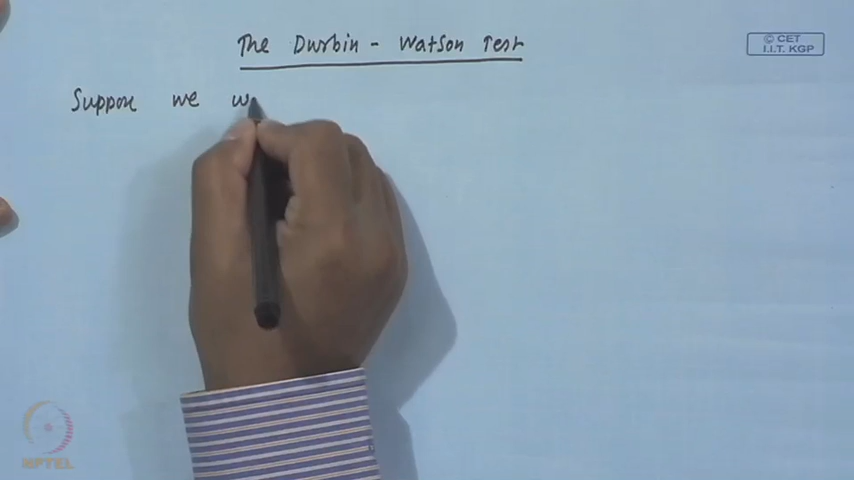 The Durbin - Watson Test
© CET
I.I.T. KGP
Suppose we w
NPTEL